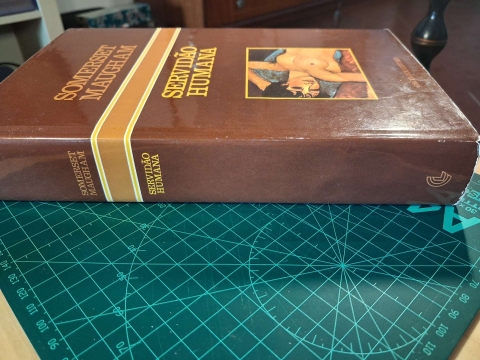 SOMERSET
MAUGHAM
SERVIDÃO
HUMANA
SOMERSET
MAUGHAM
SERVIDÃO
HUMANA